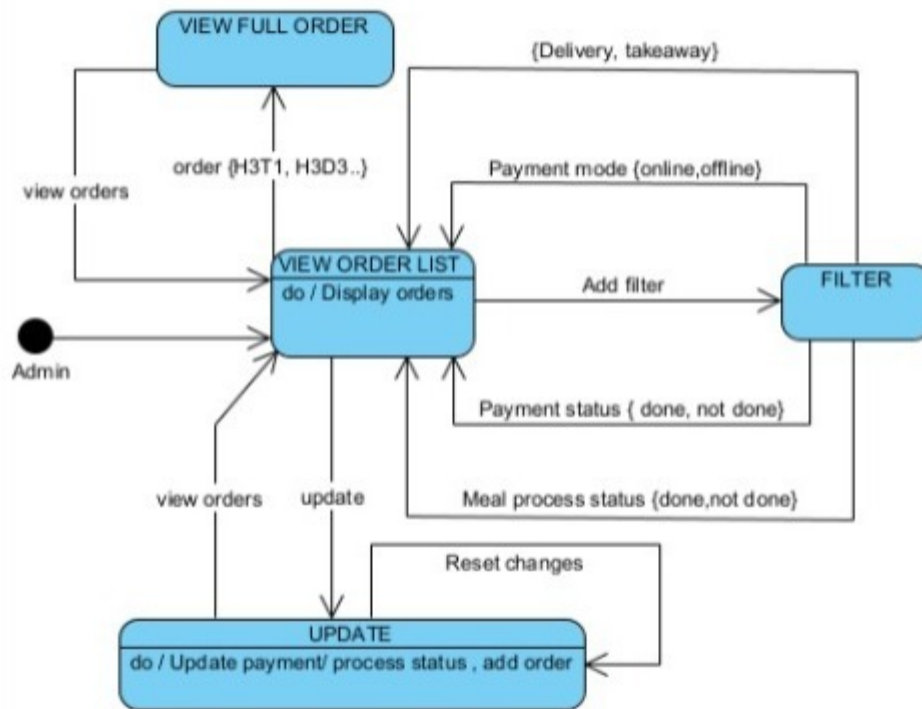 VIEW FULL ORDER
{Delivery, takeaway}
order {H3T1, H3D3..}
Payment mode {online,offline}
view orders
VIEW ORDER LIST
do / Display orders
Add filter
FILTER
Admin
Payment status { done, not done}
view orders
update
Meal process status {done,not done}
Reset changes
UPDATE
do / Update payment/ process status , add order